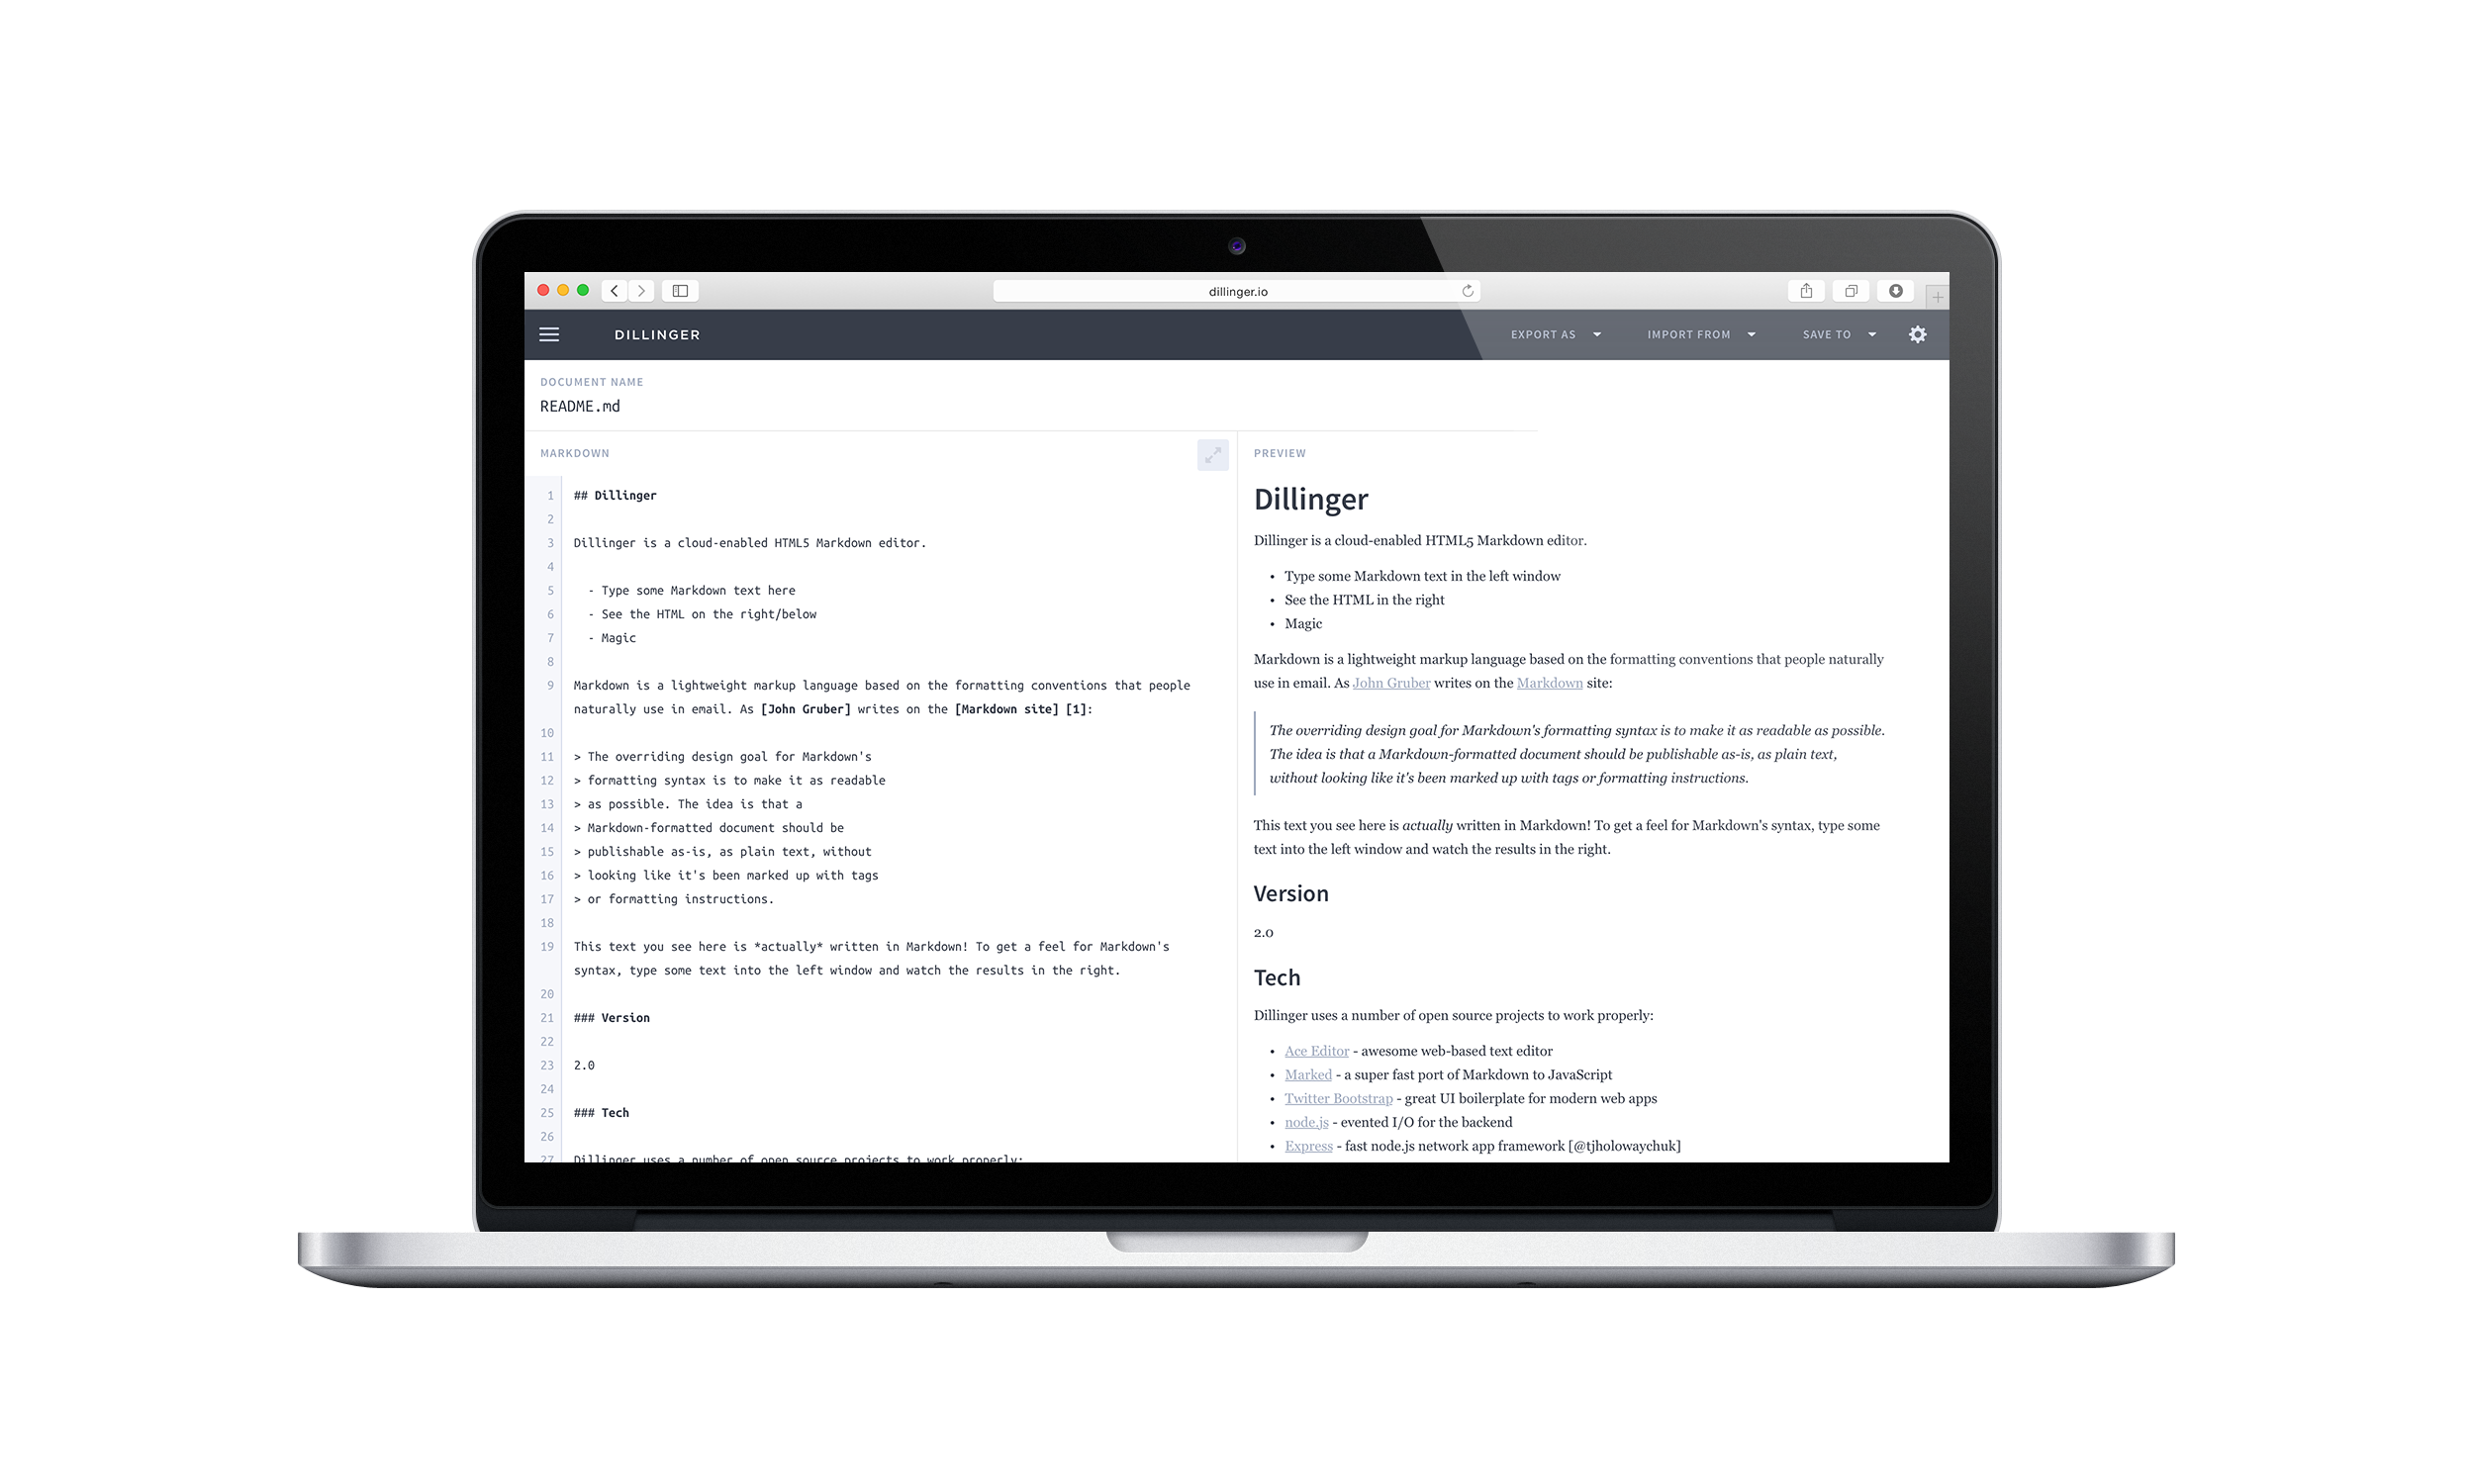 dillinger.io
DILLINGER
EXPORT AS
IMPORT FROM
SAVE TO
DOCUMENT NAME
README.md
MARKDOWN
1 ## Dillinger
2
3 Dillinger is a cloud-enabled HTML5 Markdown editor.
4
5 - Type some Markdown text here
6 - See the HTML on the right/below
7 - Magic
8
9 Markdown is a lightweight markup language based on the formatting conventions that people
naturally use in email. As [John Gruber] writes on the [Markdown site] [1]:
10
11 > The overriding design goal for Markdown's
12 > formatting syntax is to make it as readable
13 > as possible. The idea is that a
14 > Markdown-formatted document should be
15 > publishable as-is, as plain text, without
16 > looking like it's been marked up with tags
17 > or formatting instructions.
18
19 This text you see here is *actually* written in Markdown! To get a feel for Markdown's
syntax, type some text into the left window and watch the results in the right.
20
21 ### Version
22
23 2.0
24
25 ### Tech
26
27 Dillinger uses a number of open source projects to work properly:
PREVIEW
Dillinger
Dillinger is a cloud-enabled HTML5 Markdown editor.
• Type some Markdown text in the left window
• See the HTML in the right
• Magic
Markdown is a lightweight markup language based on the formatting conventions that people naturally
use in email. As John Gruber writes on the Markdown site:
The overriding design goal for Markdown's formatting syntax is to make it as readable as possible.
The idea is that a Markdown-formatted document should be publishable as-is, as plain text,
without looking like it's been marked up with tags or formatting instructions.
This text you see here is actually written in Markdown! To get a feel for Markdown's syntax, type some
text into the left window and watch the results in the right.
Version
2.0
Tech
Dillinger uses a number of open source projects to work properly:
• Ace Editor - awesome web-based text editor
• Marked - a super fast port of Markdown to JavaScript
• Twitter Bootstrap - great UI boilerplate for modern web apps
• node.js - evented I/O for the backend
• Express - fast node.js network app framework [@tjholowaychuk]